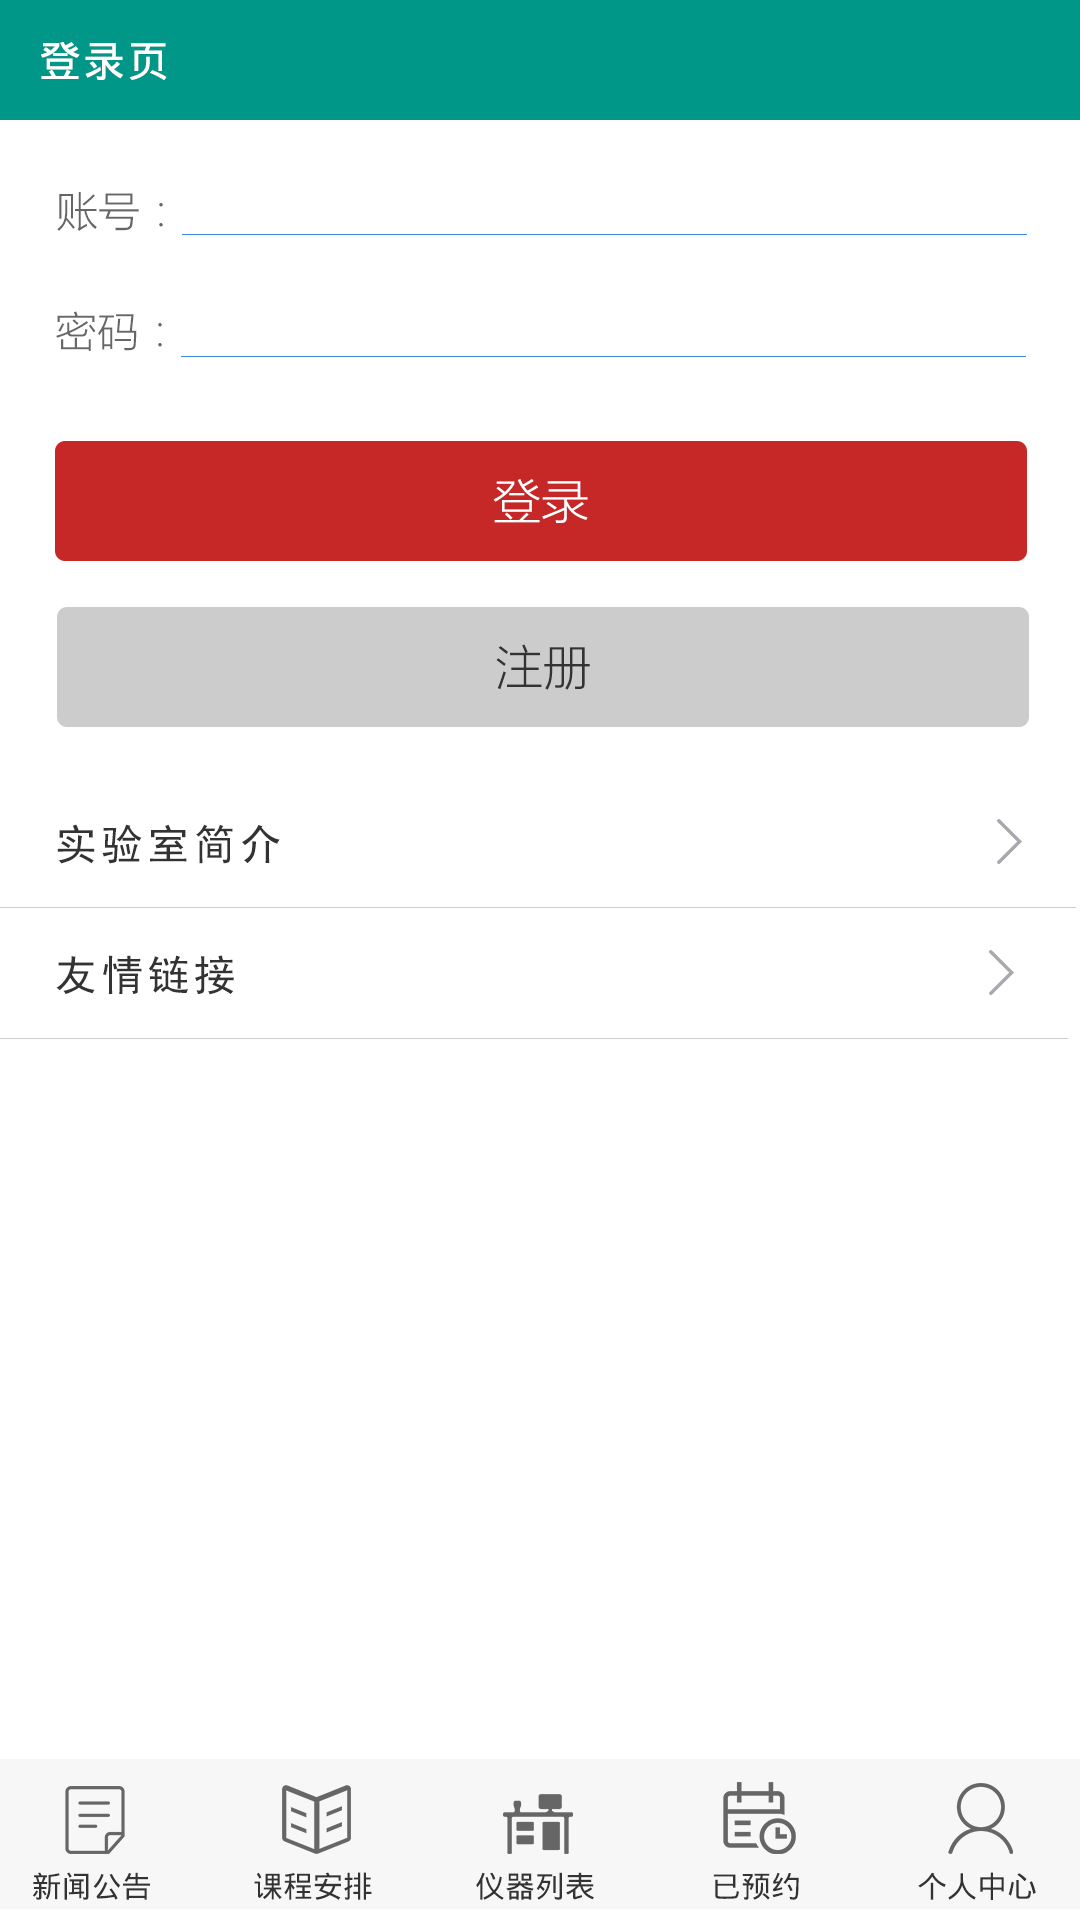 登录页
账号：
密码：
登录
注册
实验室简介
友情链接
新闻公告 课程安排 仪器列表 已预约 个人中心